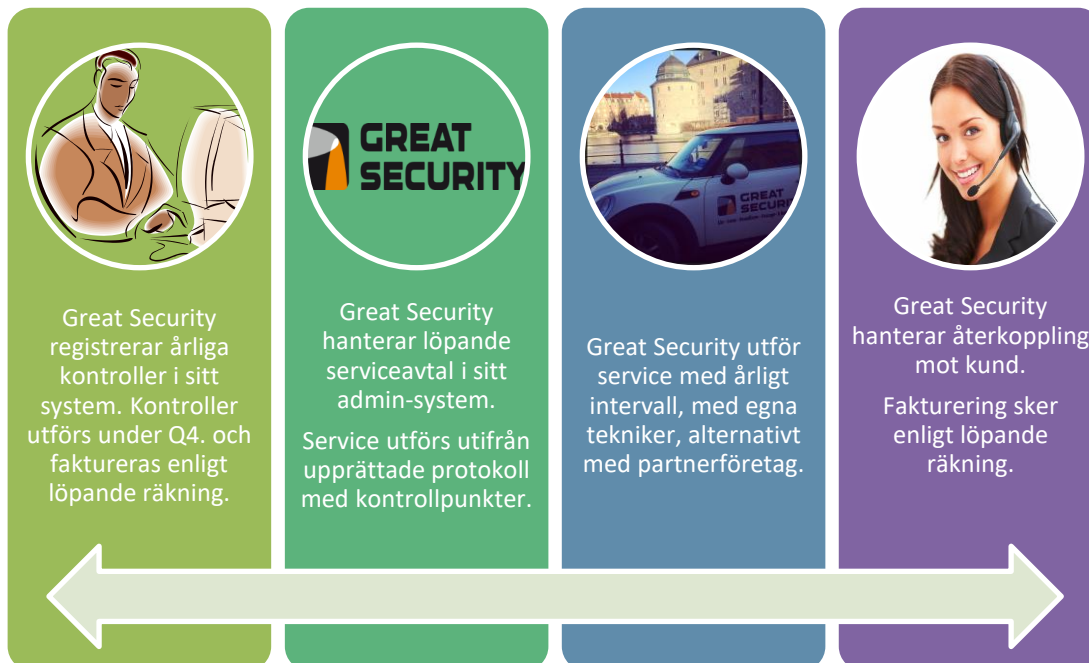 GREAT
SECURITY
GREAT
Great Security
registrerar årliga
kontroller i sitt
system. Kontroller
utförs under Q4. och
faktureras enligt
löpande räkning.
Great Security
hanterar löpande
serviceavtal i sitt
admin-system.
Service utförs utifrån
upprättade protokoll
med kontrollpunkter.
Great Security utför
service med årligt
intervall, med egna
tekniker, alternativt
med partnerföretag.
Great Security
hanterar återkoppling
mot kund.
Fakturering sker
enligt löpande
räkning.